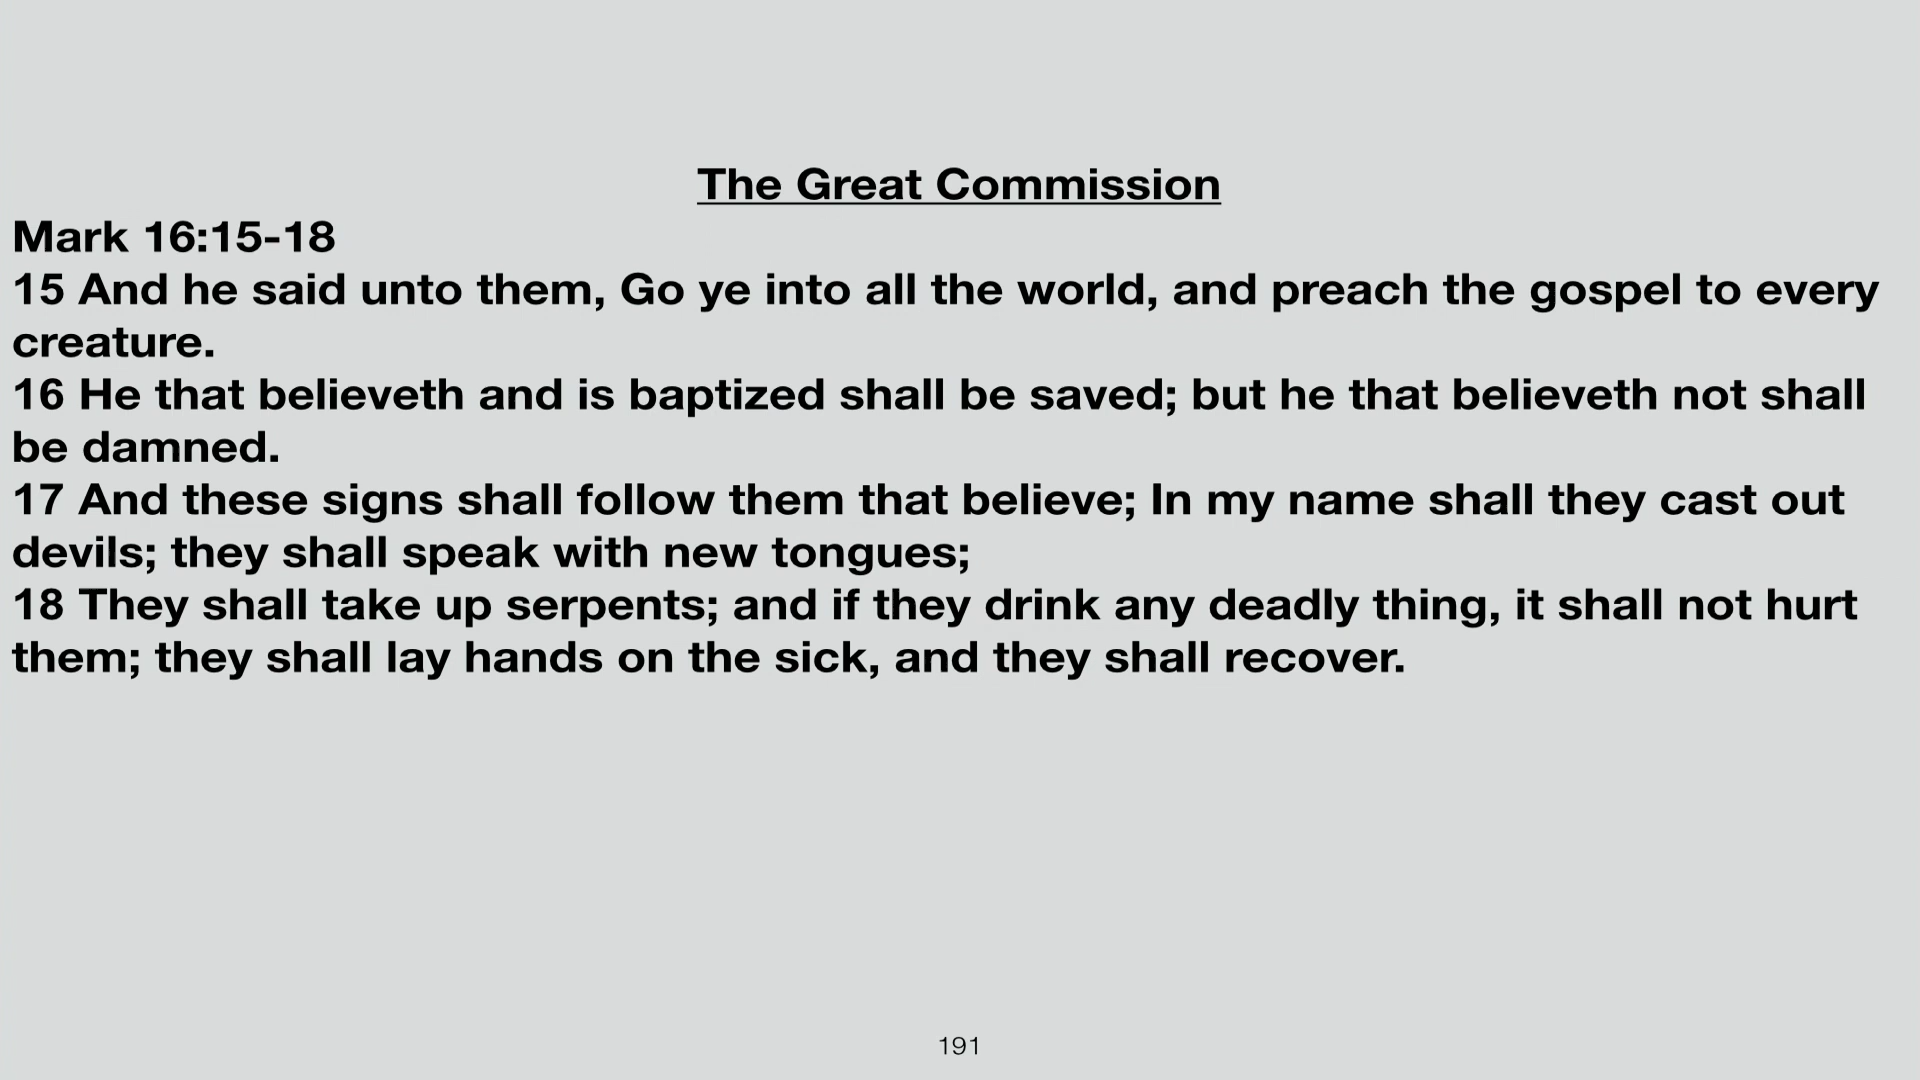 The Great Commission
Mark 16:15-18
15 And he said unto them, Go ye into all the world, and preach the gospel to every
creature.
16 He that believeth and is baptized shall be saved; but he that believeth not shall
be damned.
17 And these signs shall follow them that believe; In my name shall they cast out
devils; they shall speak with new tongues;
18 They shall take up serpents; and if they drink any deadly thing, it shall not hurt
them; they shall lay hands on the sick, and they shall recover.
191